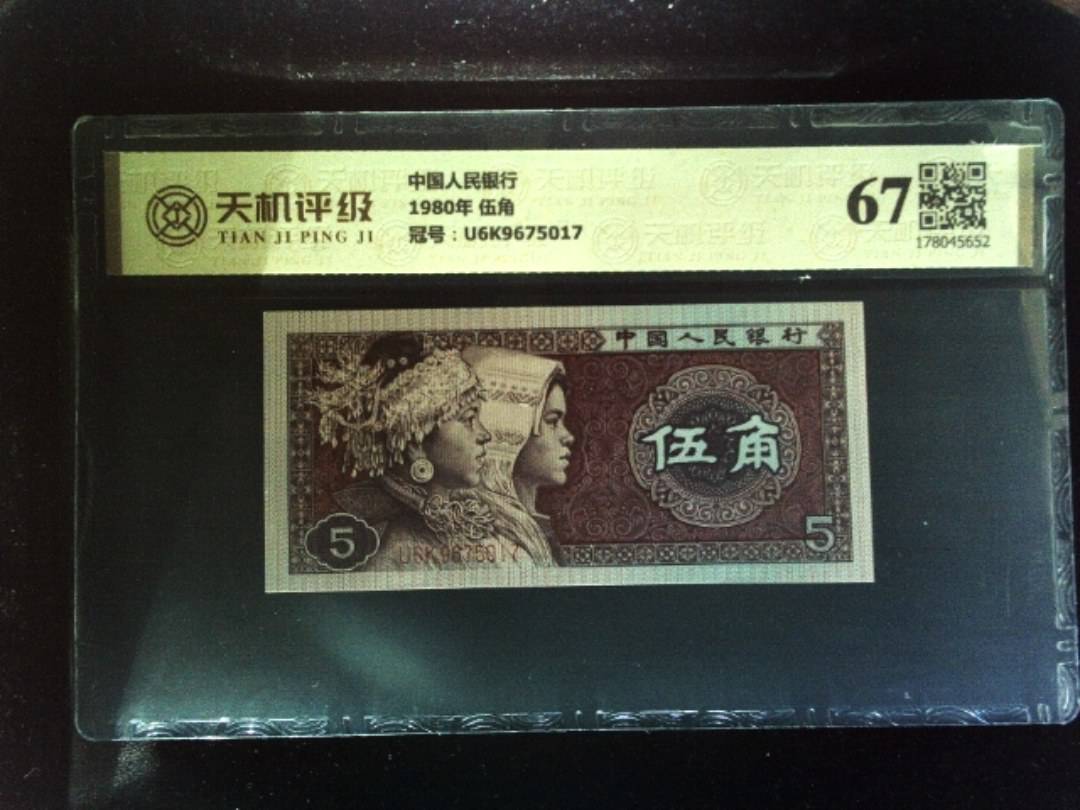 天机评级
TIAN JI PING JI
中国人民银行
1980年 伍角
冠号：U6K9675017
67
178045652
中国人民银行
伍角
5
U6K9675017
5